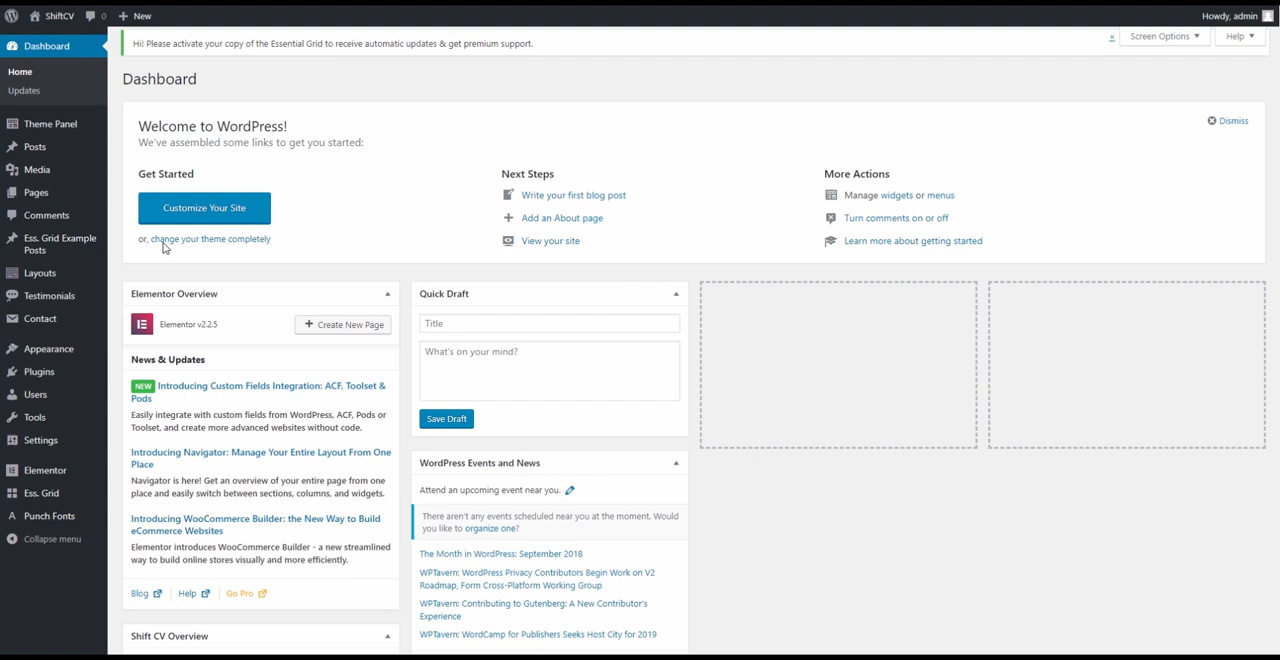 ShiftCV 0 New Howdy, admin
Dashboard
Home
Updates
Theme Panel
Posts
Media
Pages
Comments
Ess. Grid Example
Posts
Layouts
Testimonials
Contact
Appearance
Plugins
Users
Tools
Settings
Elementor
Ess. Grid
Punch Fonts
Collapse menu
Hi! Please activate your copy of the Essential Grid to receive automatic updates & get premium support.
x
Screen Options Help
Dashboard
Welcome to WordPress!
We've assembled some links to get you started:
Dismiss
Get Started
Customize Your Site
or, change your theme completely
Next Steps
Write your first blog post
Add an About page
View your site
More Actions
Manage widgets or menus
Turn comments on or off
Learn more about getting started
Elementor Overview
Elementor v2.2.5
Create New Page
News & Updates
NEW Introducing Custom Fields Integration: ACF, Toolset &
Pods
Easily integrate with custom fields from WordPress, ACF, Pods or
Toolset, and create more advanced websites without code.
Introducing Navigator: Manage Your Entire Layout From One
Place
Navigator is here! Get an overview of your entire page from one
place and easily switch between sections, columns, and widgets.
Introducing WooCommerce Builder: the New Way to Build
eCommerce Websites
Elementor introduces WooCommerce Builder - a new streamlined
way to build online stores visually and more efficiently.
Blog Help Go Pro
Shift CV Overview
Quick Draft
Title
What's on your mind?
Save Draft
WordPress Events and News
Attend an upcoming event near you.
There aren't any events scheduled near you at the moment. Would
you like to organize one?
The Month in WordPress: September 2018
WPTavern: WordPress Privacy Contributors Begin Work on V2
Roadmap, Form Cross-Platform Working Group
WPTavern: Contributing to Gutenberg: A New Contributor's
Experience
WPTavern: WordCamp for Publishers Seeks Host City for 2019